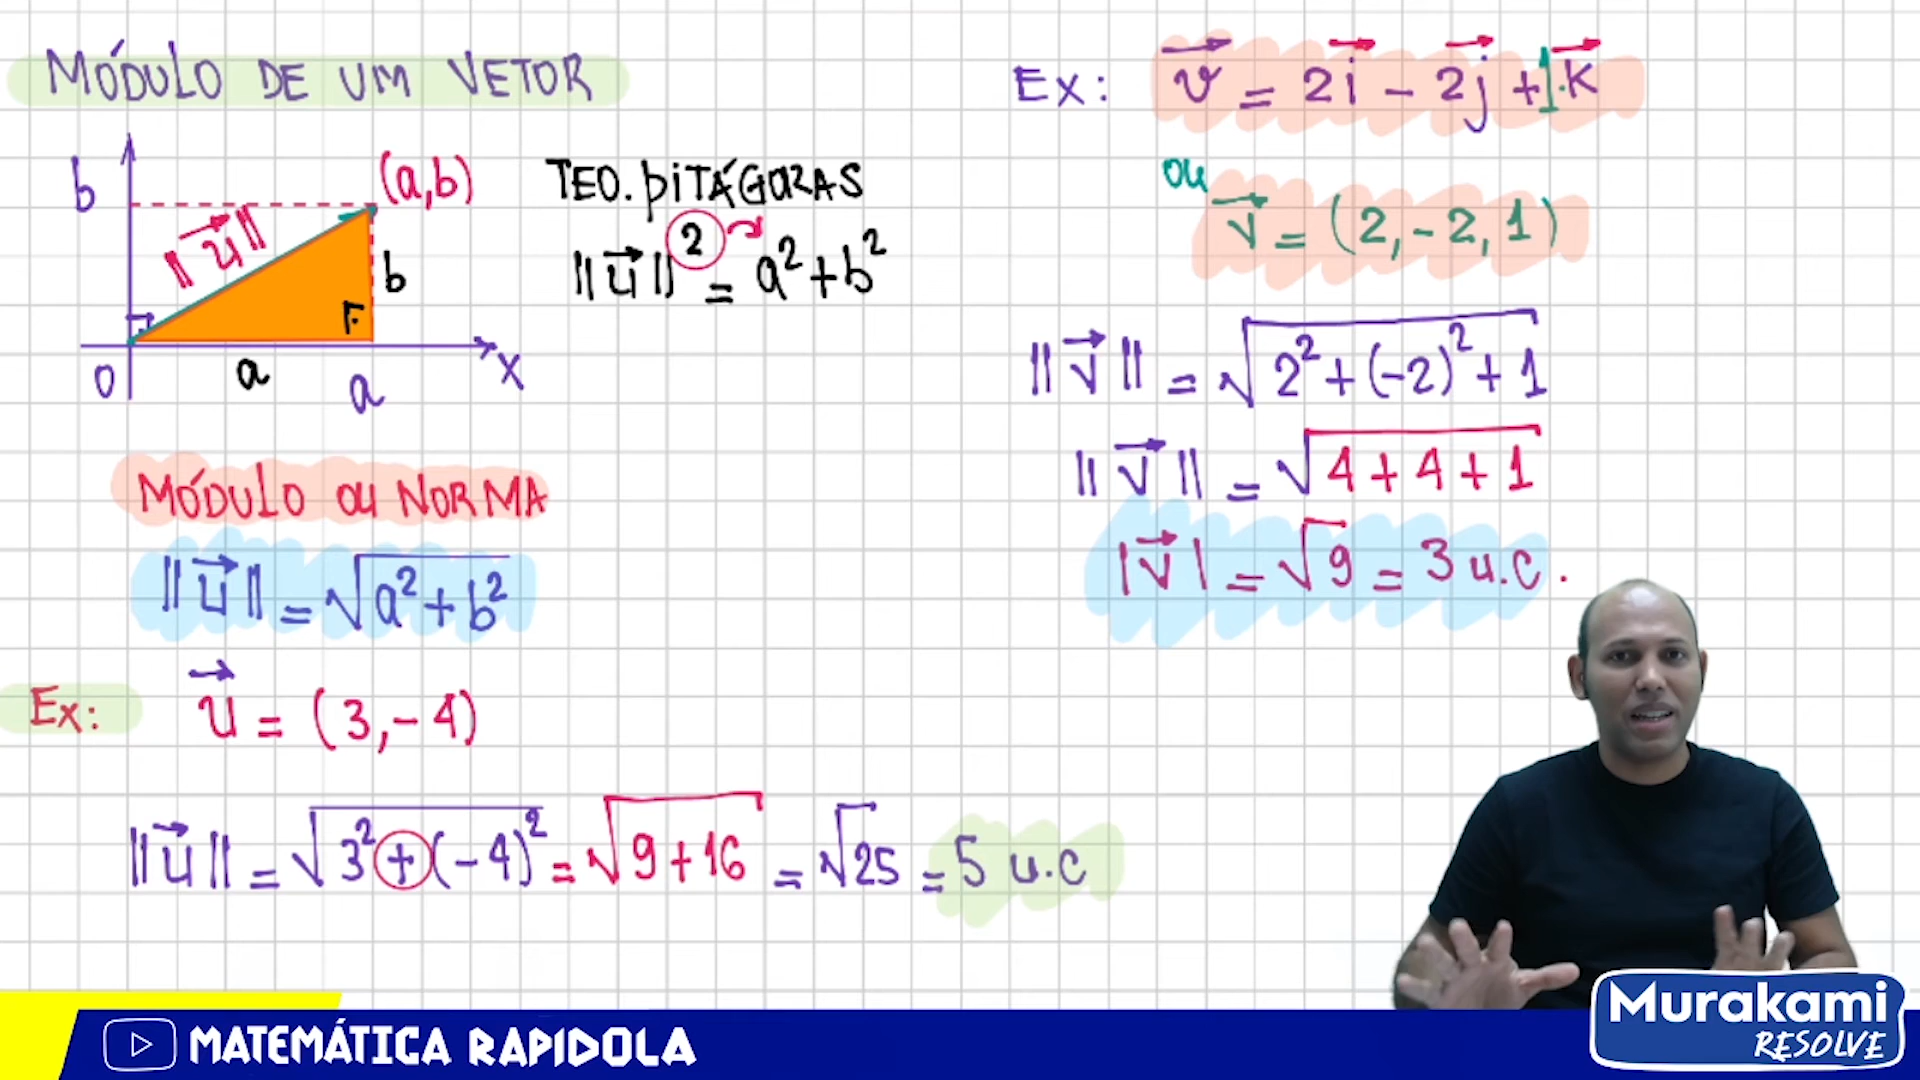 MÓDULO DE UM VETOR
b
(a,b)
||u⃗||
b
0
a
a
x
TEO. PITÁGORAS
||u⃗||² = a² + b²
MÓDULO OU NORMA
||u⃗|| = √a² + b²
Ex: u⃗ = (3, -4)
||u⃗|| = √3² + (-4)² = √9 + 16 = √25 = 5 u.c
Ex: v⃗ = 2i⃗ - 2j⃗ + 1.k⃗
ou
v⃗ = (2, -2, 1)
||v⃗|| = √2² + (-2)² + 1
||v⃗|| = √4 + 4 + 1
|v⃗| = √9 = 3 u.c.
MATEMÁTICA RAPIDOLA
Murakami
RESOLVE